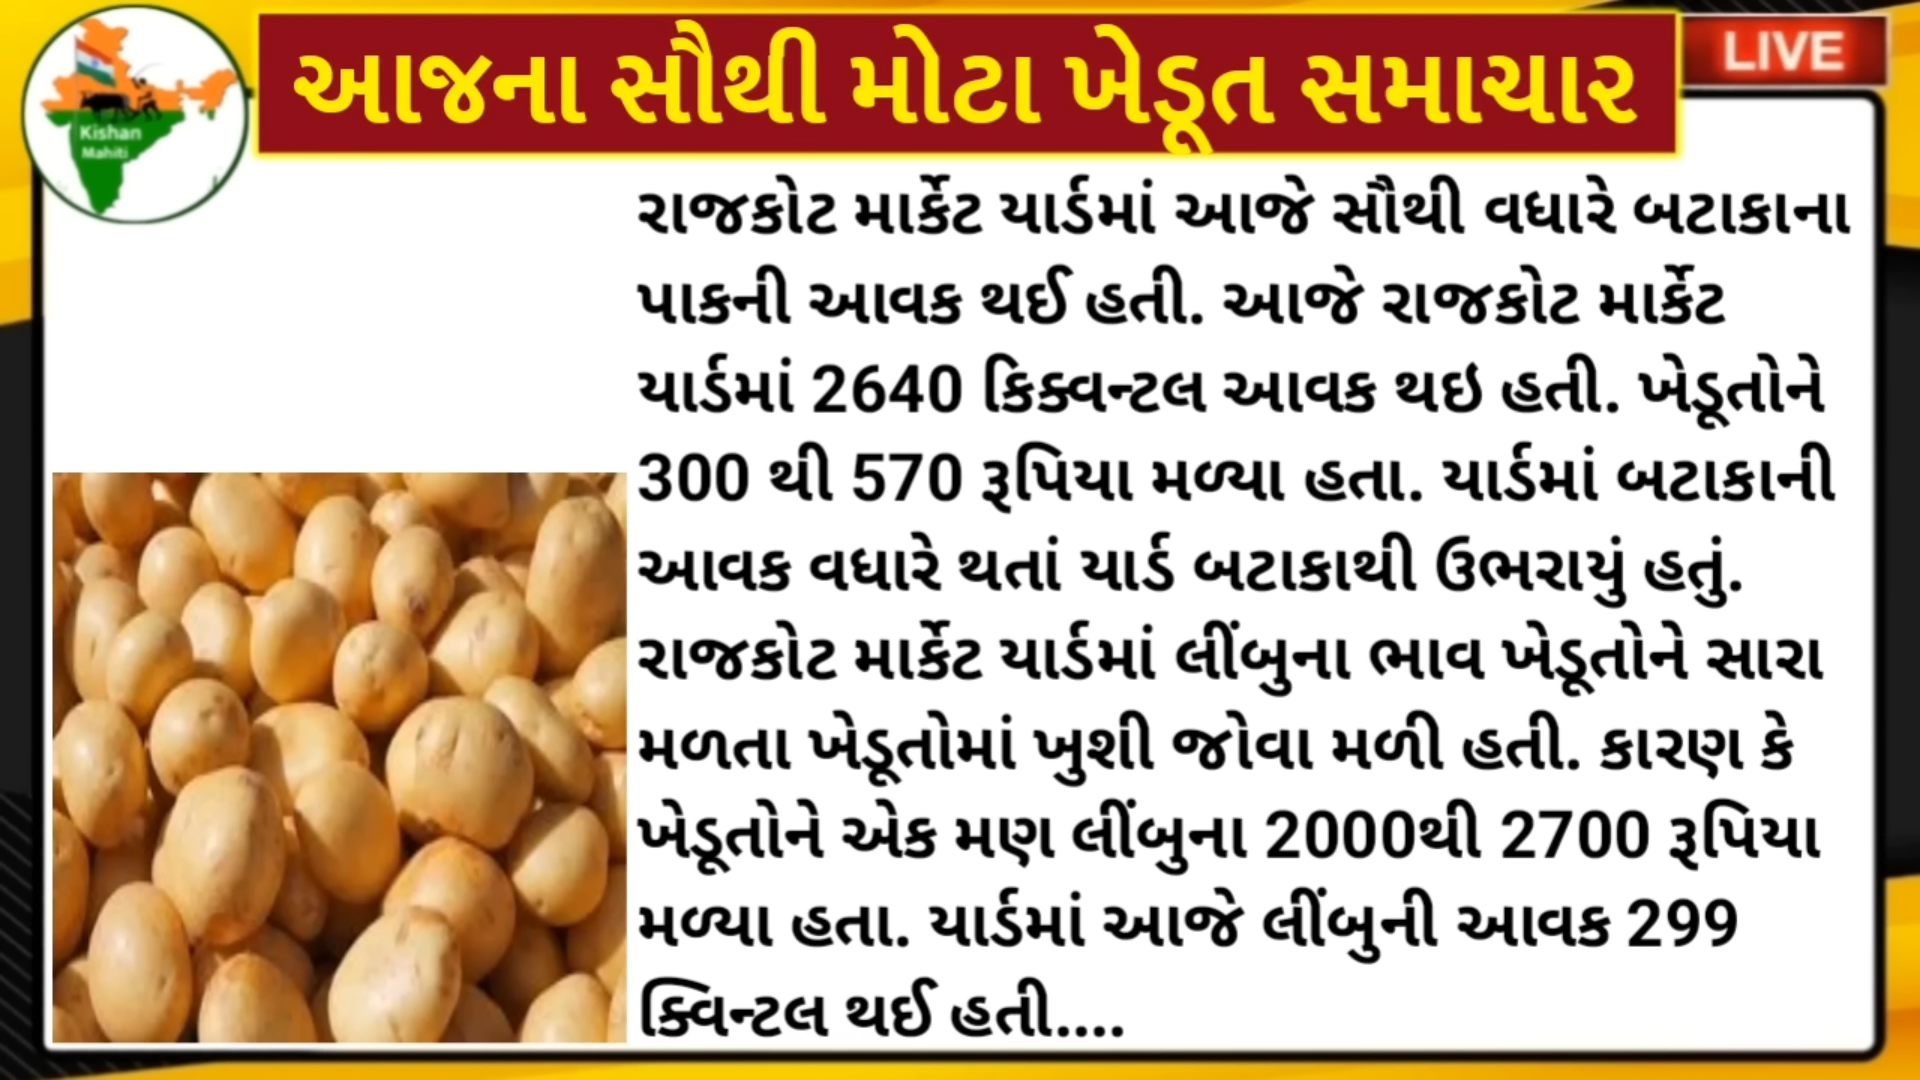 આજના સૌથી મોટા ખેડૂત સમાચાર
LIVE
Kishan
Mahiti
રાજકોટ માર્કેટ યાર્ડમાં આજે સૌથી વધારે બટાકાના
પાકની આવક થઈ હતી. આજે રાજકોટ માર્કેટ
યાર્ડમાં 2640 કિક્વન્ટલ આવક થઇ હતી. ખેડૂતોને
300 થી 570 રૂપિયા મળ્યા હતા. યાર્ડમાં બટાકાની
આવક વધારે થતાં યાર્ડ બટાકાથી ઉભરાયું હતું.
રાજકોટ માર્કેટ યાર્ડમાં લીંબુના ભાવ ખેડૂતોને સારા
મળતા ખેડૂતોમાં ખુશી જોવા મળી હતી. કારણ કે
ખેડૂતોને એક મણ લીંબુના 2000થી 2700 રૂપિયા
મળ્યા હતા. યાર્ડમાં આજે લીંબુની આવક 299
ક્વિન્ટલ થઈ હતી....